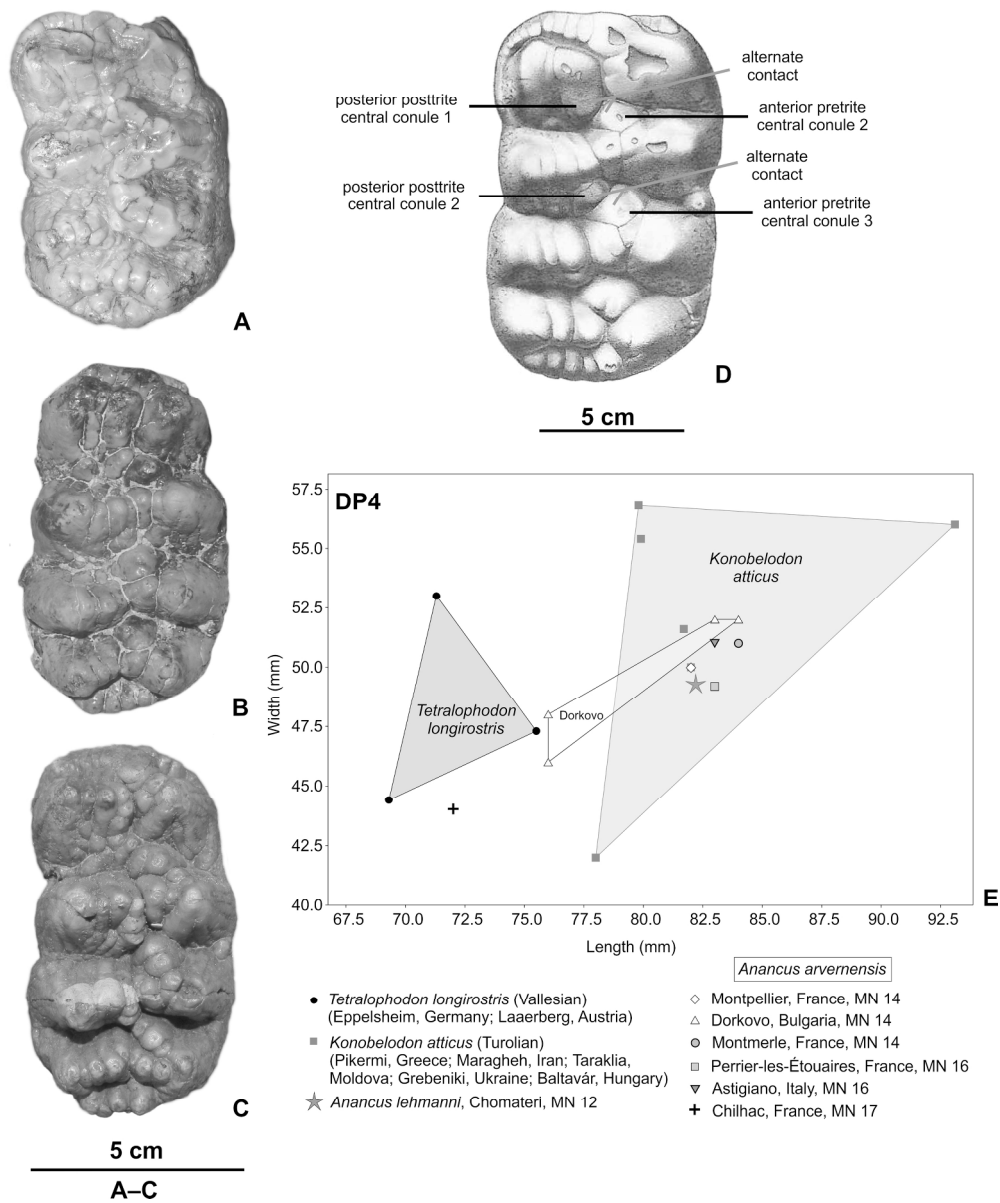 A
B
C
5 cm
A–C
alternate
contact
posterior posttrite
central conule 1
anterior pretrite
central conule 2
alternate
contact
posterior posttrite
central conule 2
anterior pretrite
central conule 3
D
5 cm
DP4
57.5
55.0
52.5
50.0
47.5
45.0
42.5
40.0
Width (mm)
Konobelodon
atticus
Tetralophodon
longirostris
Dorkovo
67.5 70.0 72.5 75.0 77.5 80.0 82.5 85.0 87.5 90.0 92.5
Length (mm)
E
Tetralophodon longirostris (Vallesian)
(Eppelsheim, Germany; Laaerberg, Austria)
Konobelodon atticus (Turolian)
(Pikermi, Greece; Maragheh, Iran; Taraklia,
Moldova; Grebeniki, Ukraine; Baltavár, Hungary)
Anancus lehmanni, Chomateri, MN 12
Anancus arvernensis
Montpellier, France, MN 14
Dorkovo, Bulgaria, MN 14
Montmerle, France, MN 14
Perrier-les-Étouaires, France, MN 16
Astigiano, Italy, MN 16
Chilhac, France, MN 17